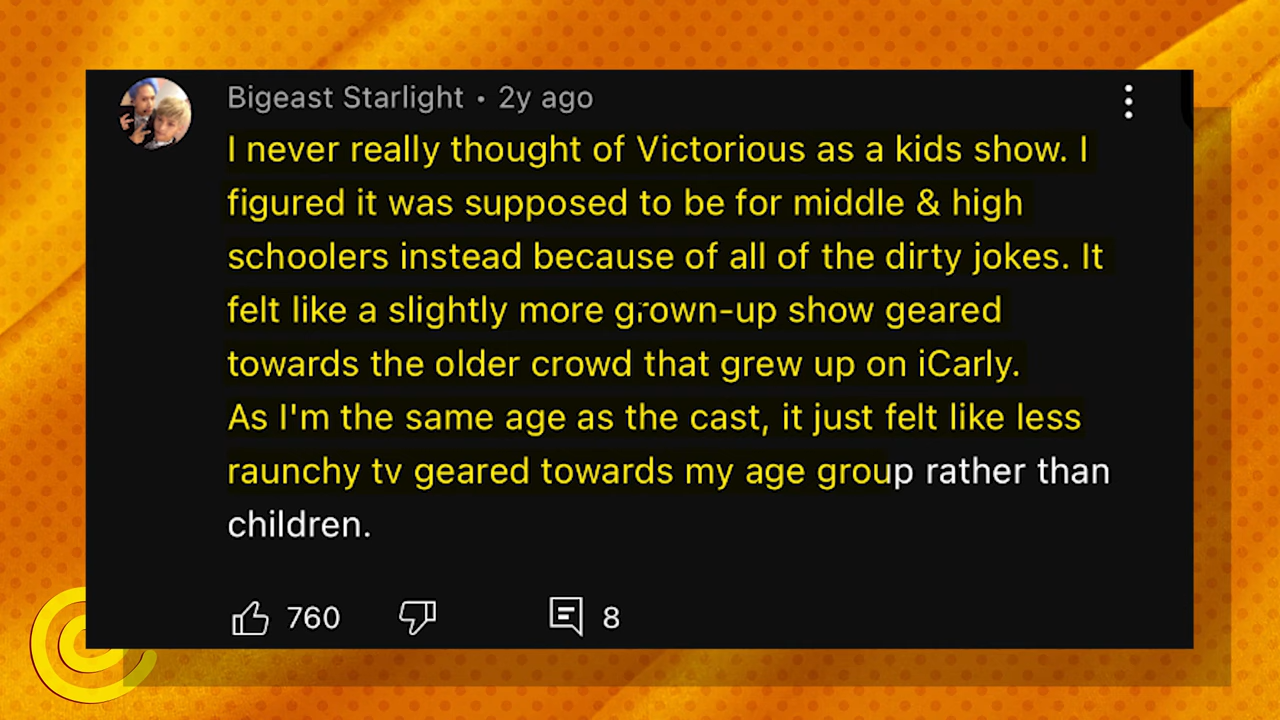 Bigeast Starlight • 2y ago
I never really thought of Victorious as a kids show. I
figured it was supposed to be for middle & high
schoolers instead because of all of the dirty jokes. It
felt like a slightly more grown-up show geared
towards the older crowd that grew up on iCarly.
As I'm the same age as the cast, it just felt like less
raunchy tv geared towards my age group rather than
children.
760
8